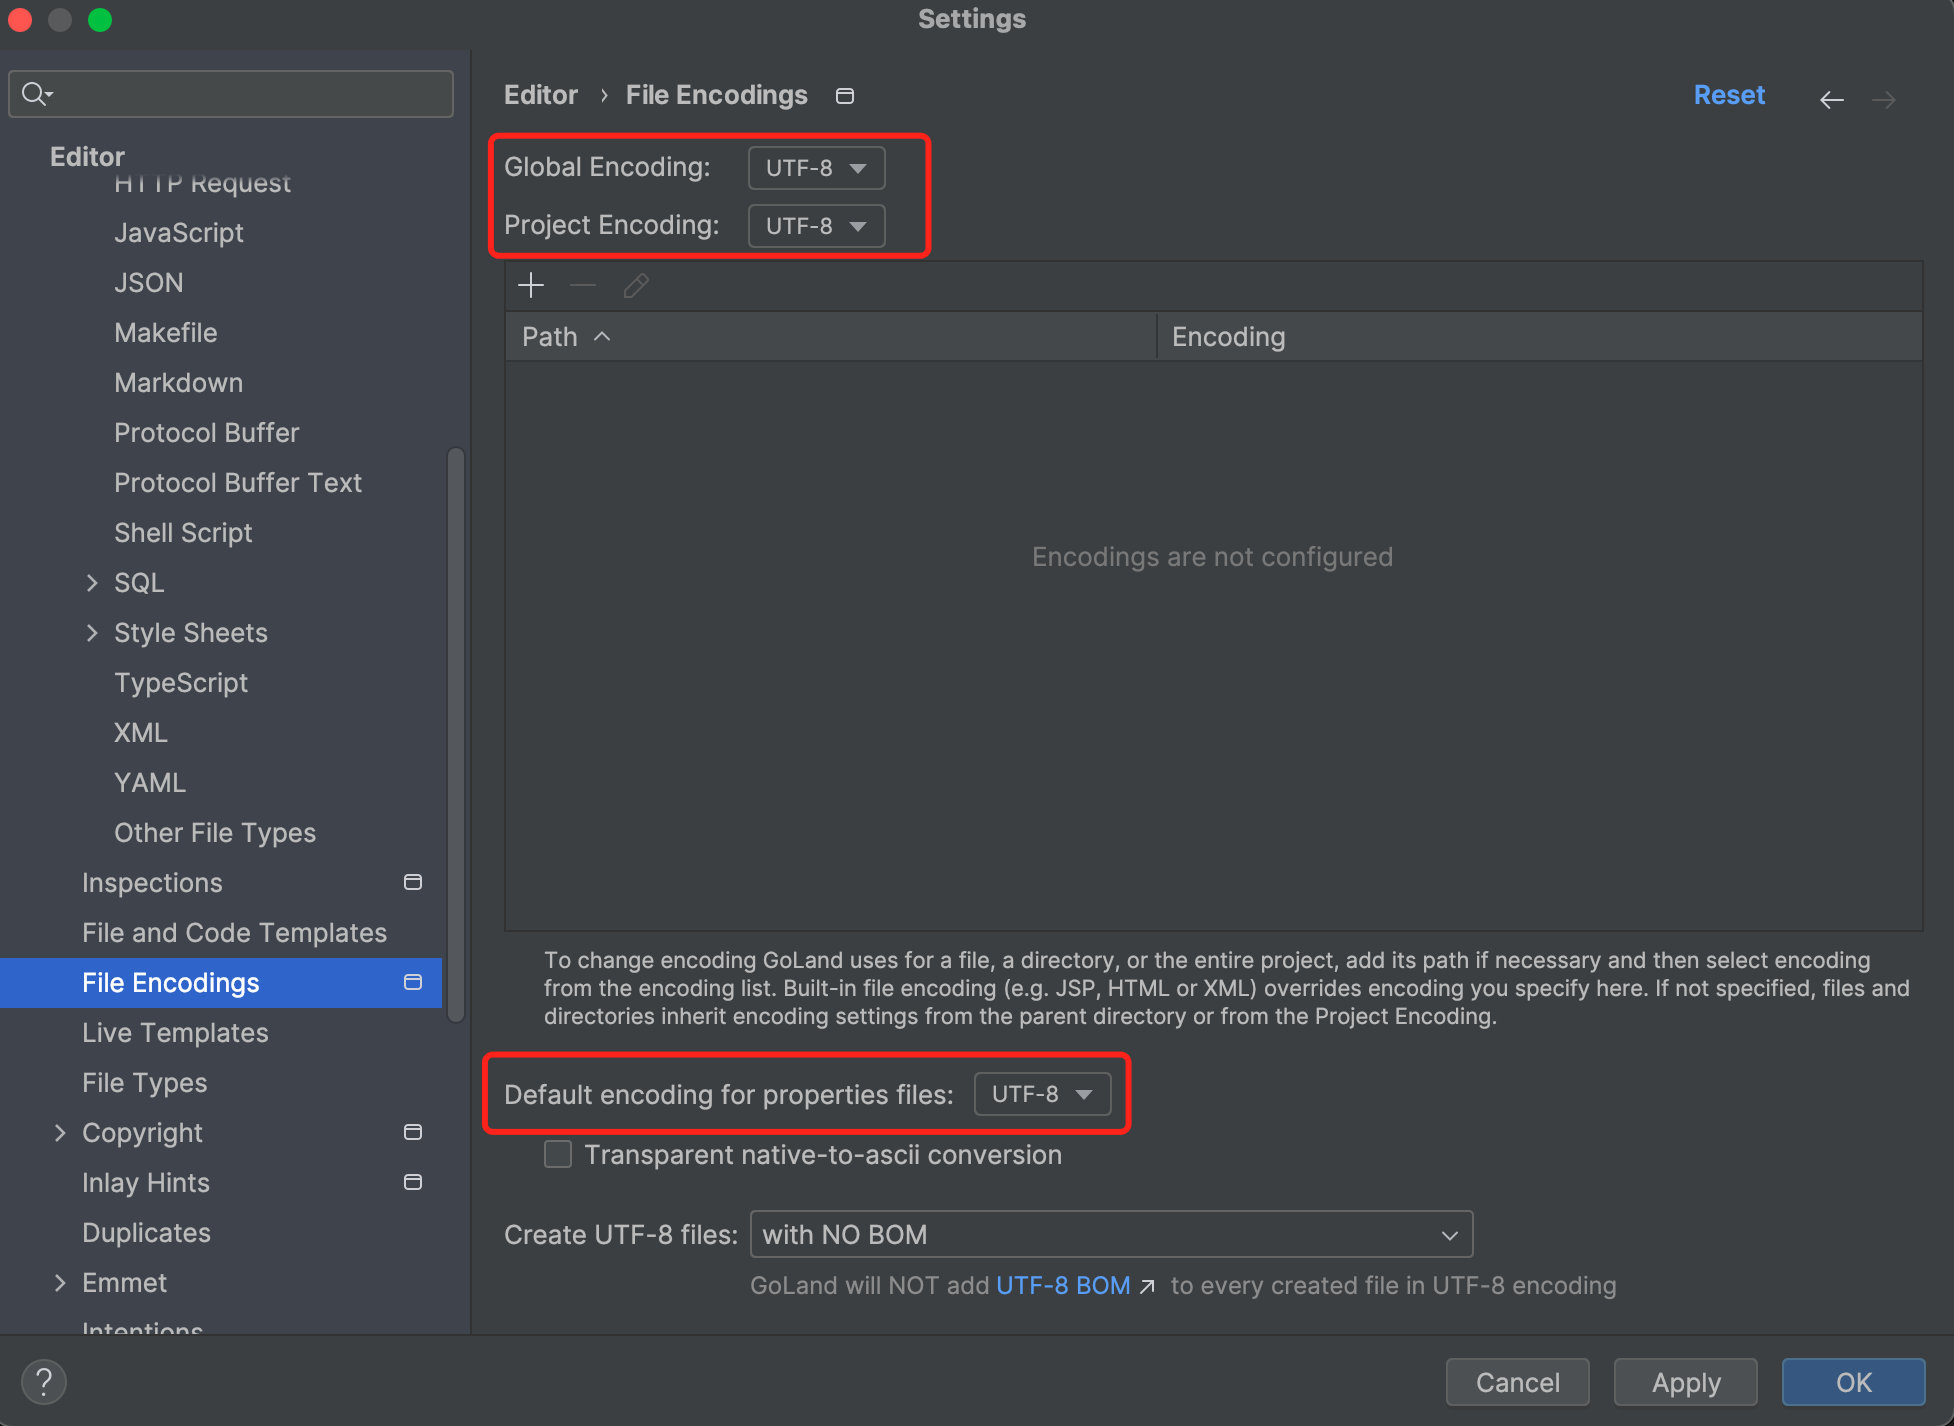 Settings
Editor
HTTP Request
JavaScript
JSON
Makefile
Markdown
Protocol Buffer
Protocol Buffer Text
Shell Script
SQL
Style Sheets
TypeScript
XML
YAML
Other File Types
Inspections
File and Code Templates
File Encodings
Live Templates
File Types
Copyright
Inlay Hints
Duplicates
Emmet
Intentions
Editor › File Encodings
Reset
Global Encoding: UTF-8
Project Encoding: UTF-8
Path Encoding
Encodings are not configured
To change encoding GoLand uses for a file, a directory, or the entire project, add its path if necessary and then select encoding
from the encoding list. Built-in file encoding (e.g. JSP, HTML or XML) overrides encoding you specify here. If not specified, files and
directories inherit encoding settings from the parent directory or from the Project Encoding.
Default encoding for properties files: UTF-8
Transparent native-to-ascii conversion
Create UTF-8 files: with NO BOM
GoLand will NOT add UTF-8 BOM ↗ to every created file in UTF-8 encoding
?
Cancel
Apply
OK